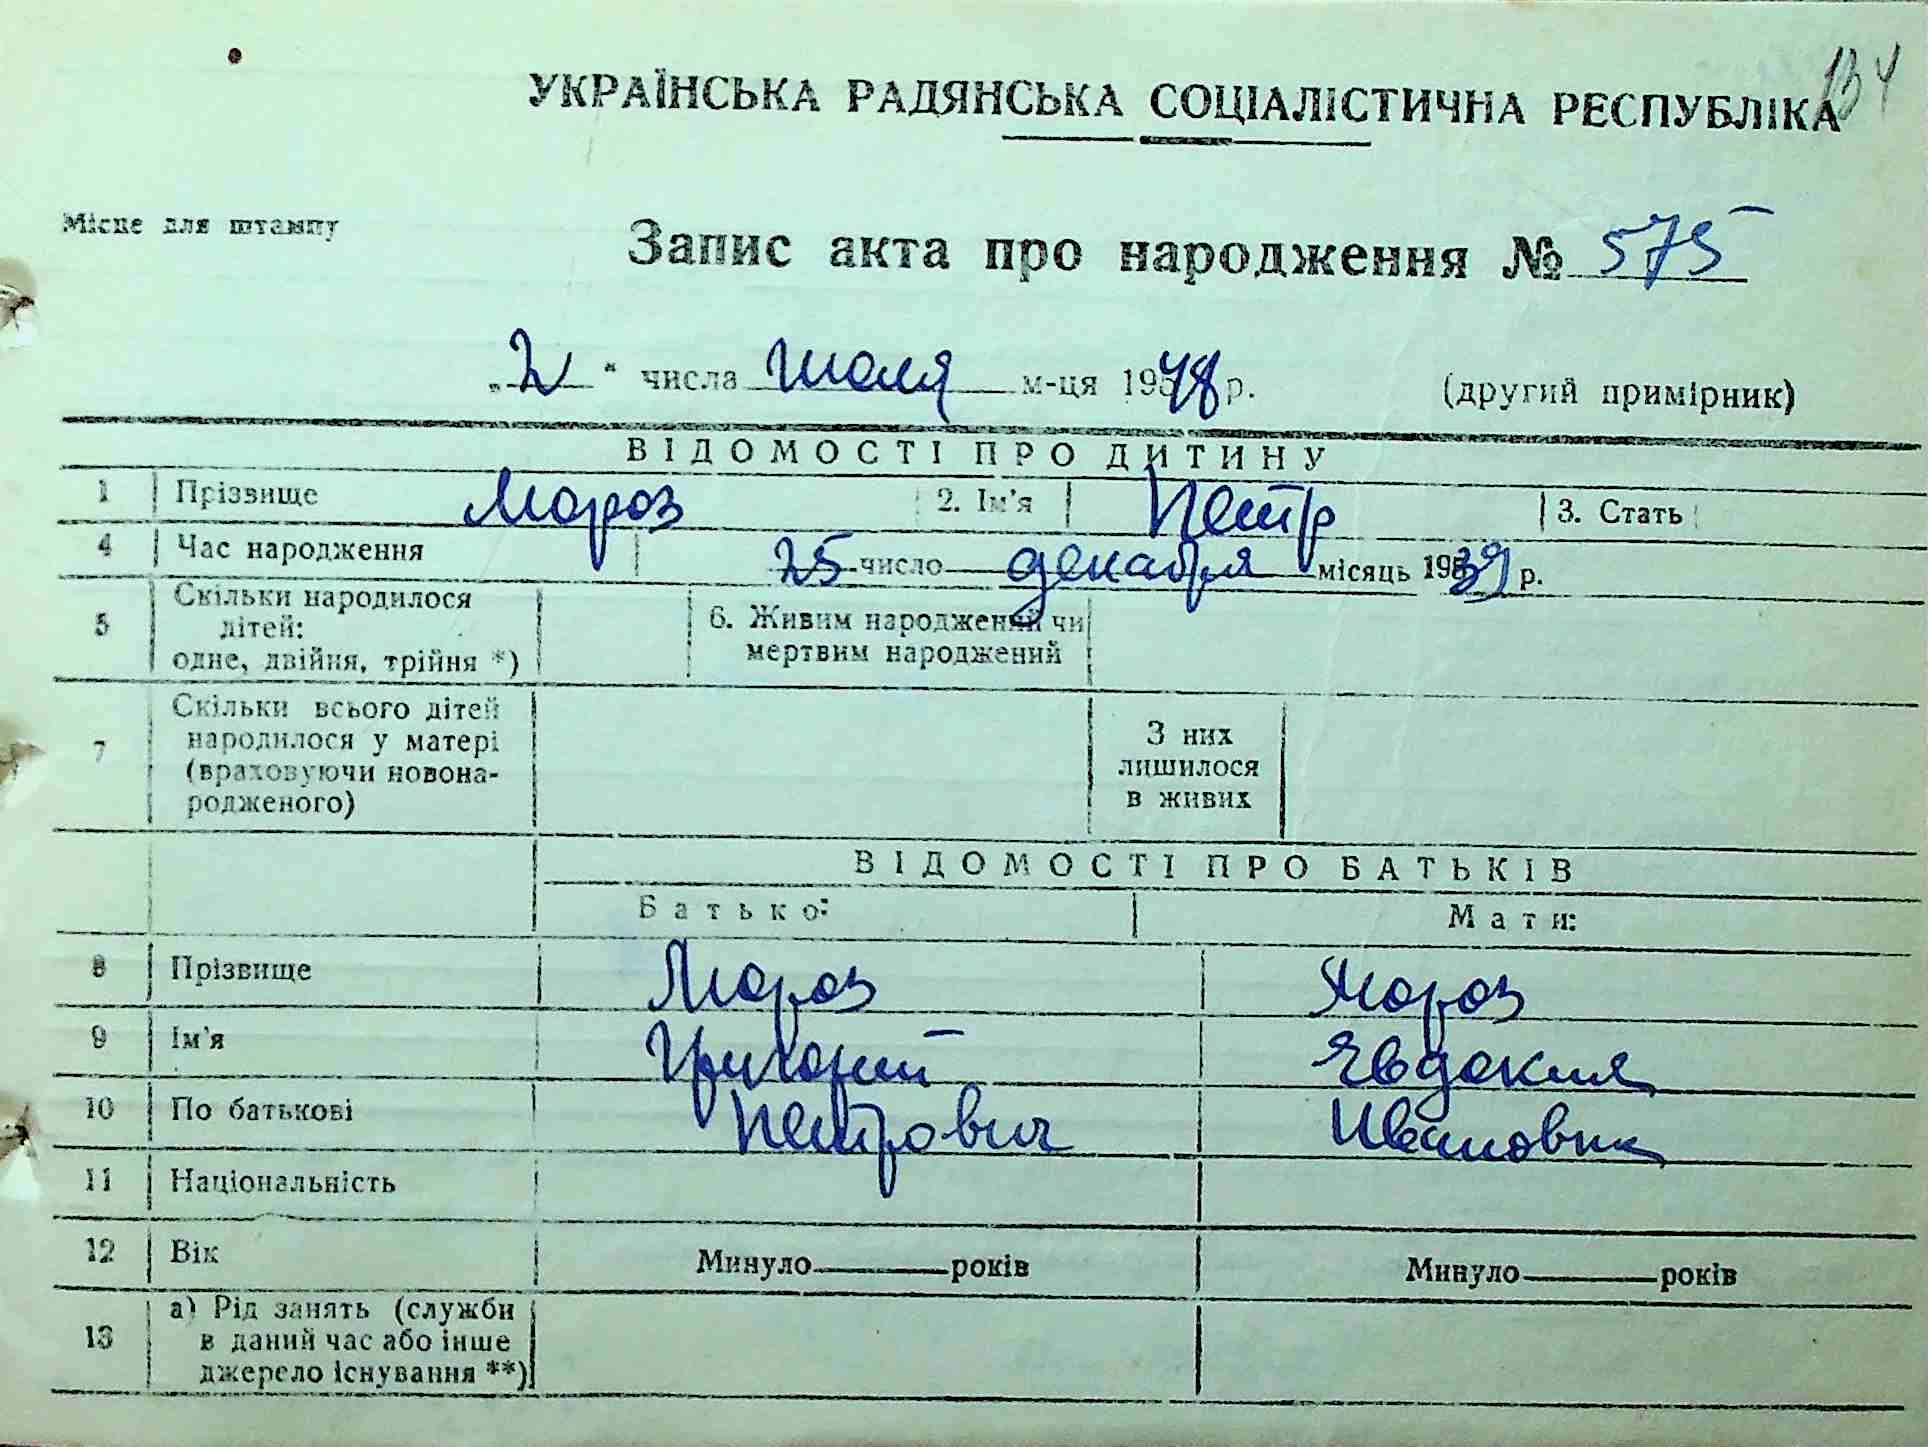 134
УКРАЇНСЬКА РАДЯНСЬКА СОЦІАЛІСТИЧНА РЕСПУБЛІКА
Місце для штампу
Запис акта про народження № 575
„2" числа июля м-ця 1948 р. (другий примірник)
ВІДОМОСТІ ПРО ДИТИНУ
1 Прізвище Мороз 2. Ім'я Петр 3. Стать
4 Час народження 25 число декабря місяць 1939 р.
5 Скільки народилося дітей: одне, двійня, трійня *) 6. Живим народжений чи мертвим народжений
7 Скільки всього дітей народилося у матері (враховуючи новонародженого) З них лишилося в живих
ВІДОМОСТІ ПРО БАТЬКІВ
Батько: Мати:
8 Прізвище Мороз Мороз
9 Ім'я Григорий Евдокия
10 По батькові Петрович Ивановна
11 Національність
12 Вік Минуло років Минуло років
13 а) Рід занять (служби в даний час або інше джерело існування **)